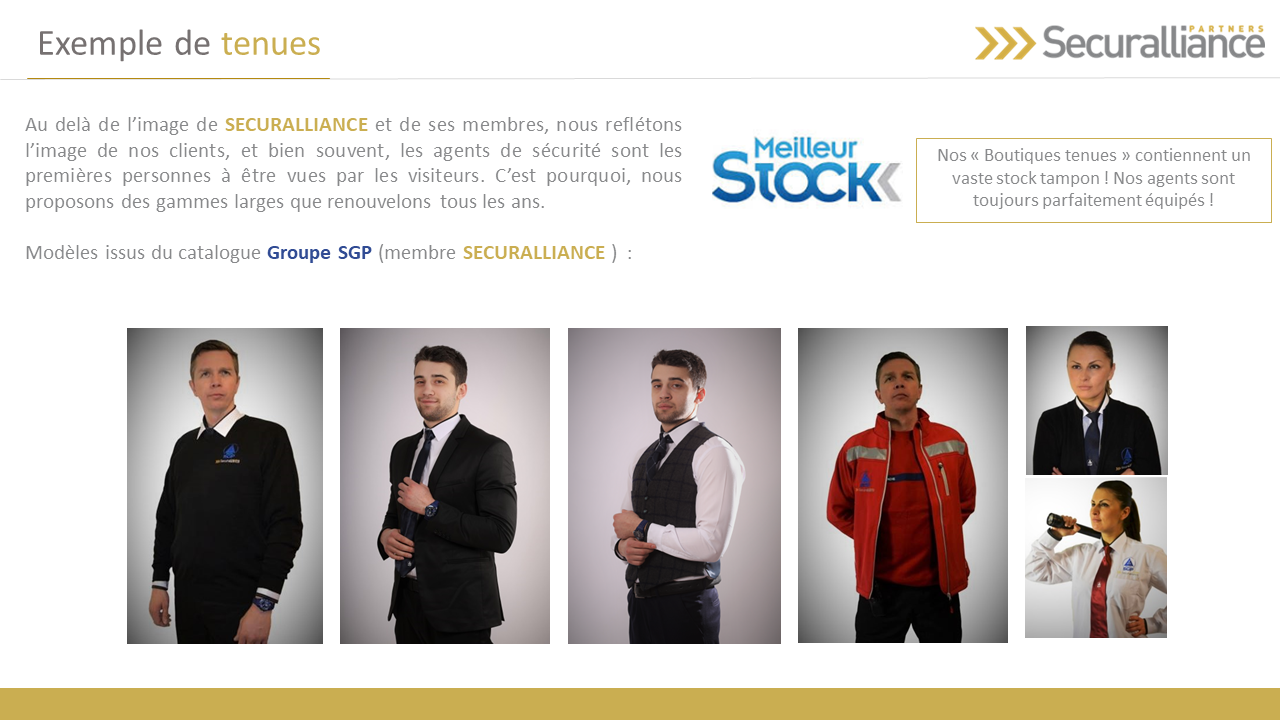 Exemple de tenues
PARTNERS
Securalliance
Au delà de l’image de SECURALLIANCE et de ses membres, nous reflétons
l’image de nos clients, et bien souvent, les agents de sécurité sont les
premières personnes à être vues par les visiteurs. C’est pourquoi, nous
proposons des gammes larges que renouvelons tous les ans.
Meilleur
Stock
Nos « Boutiques tenues » contiennent un
vaste stock tampon ! Nos agents sont
toujours parfaitement équipés !
Modèles issus du catalogue Groupe SGP (membre SECURALLIANCE ) :
SGP